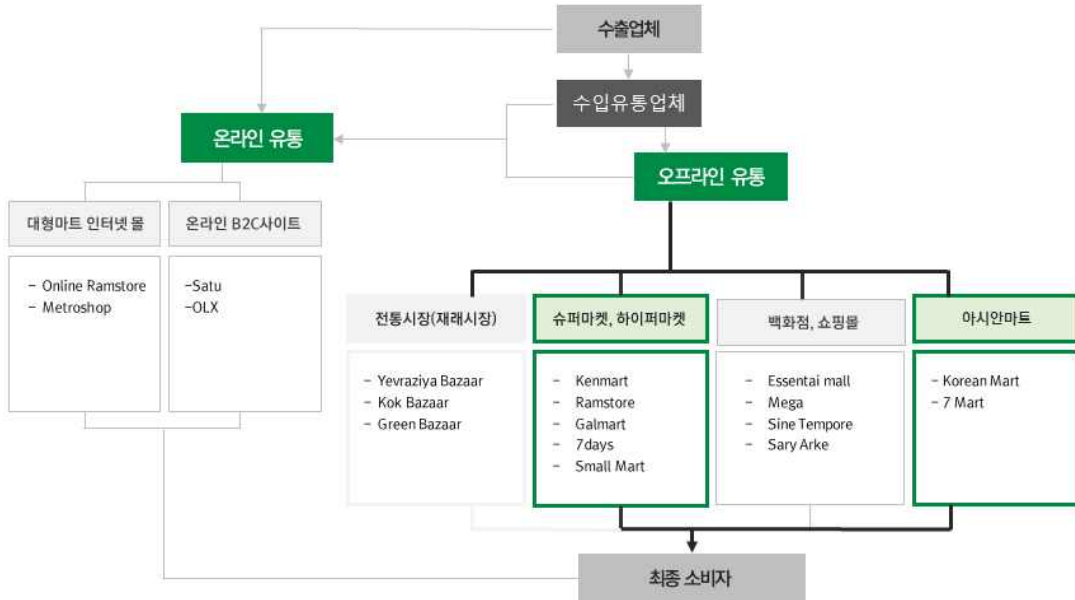 수출업체
수입유통업체
온라인 유통
오프라인 유통
대형마트 인터넷 몰
온라인 B2C사이트
- Online Ramstore
- Metroshop
-Satu
-OLX
전통시장(재래시장)
슈퍼마켓, 하이퍼마켓
백화점, 쇼핑몰
아시안마트
- Yevraziya Bazaar
- Kok Bazaar
- Green Bazaar
- Kenmart
- Ramstore
- Galmart
- 7days
- Small Mart
- Essentai mall
- Mega
- Sine Tempore
- Sary Arke
- Korean Mart
- 7 Mart
최종 소비자